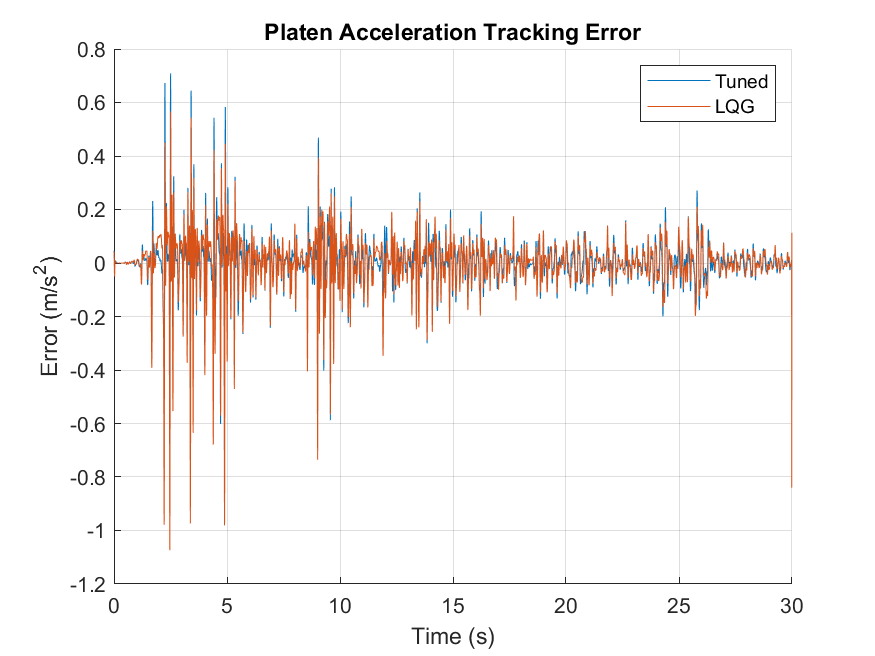 Platen Acceleration Tracking Error
Tuned
LQG
0.8
0.6
0.4
0.2
0
-0.2
-0.4
-0.6
-0.8
-1
-1.2
Error (m/s²)
0 5 10 15 20 25 30
Time (s)